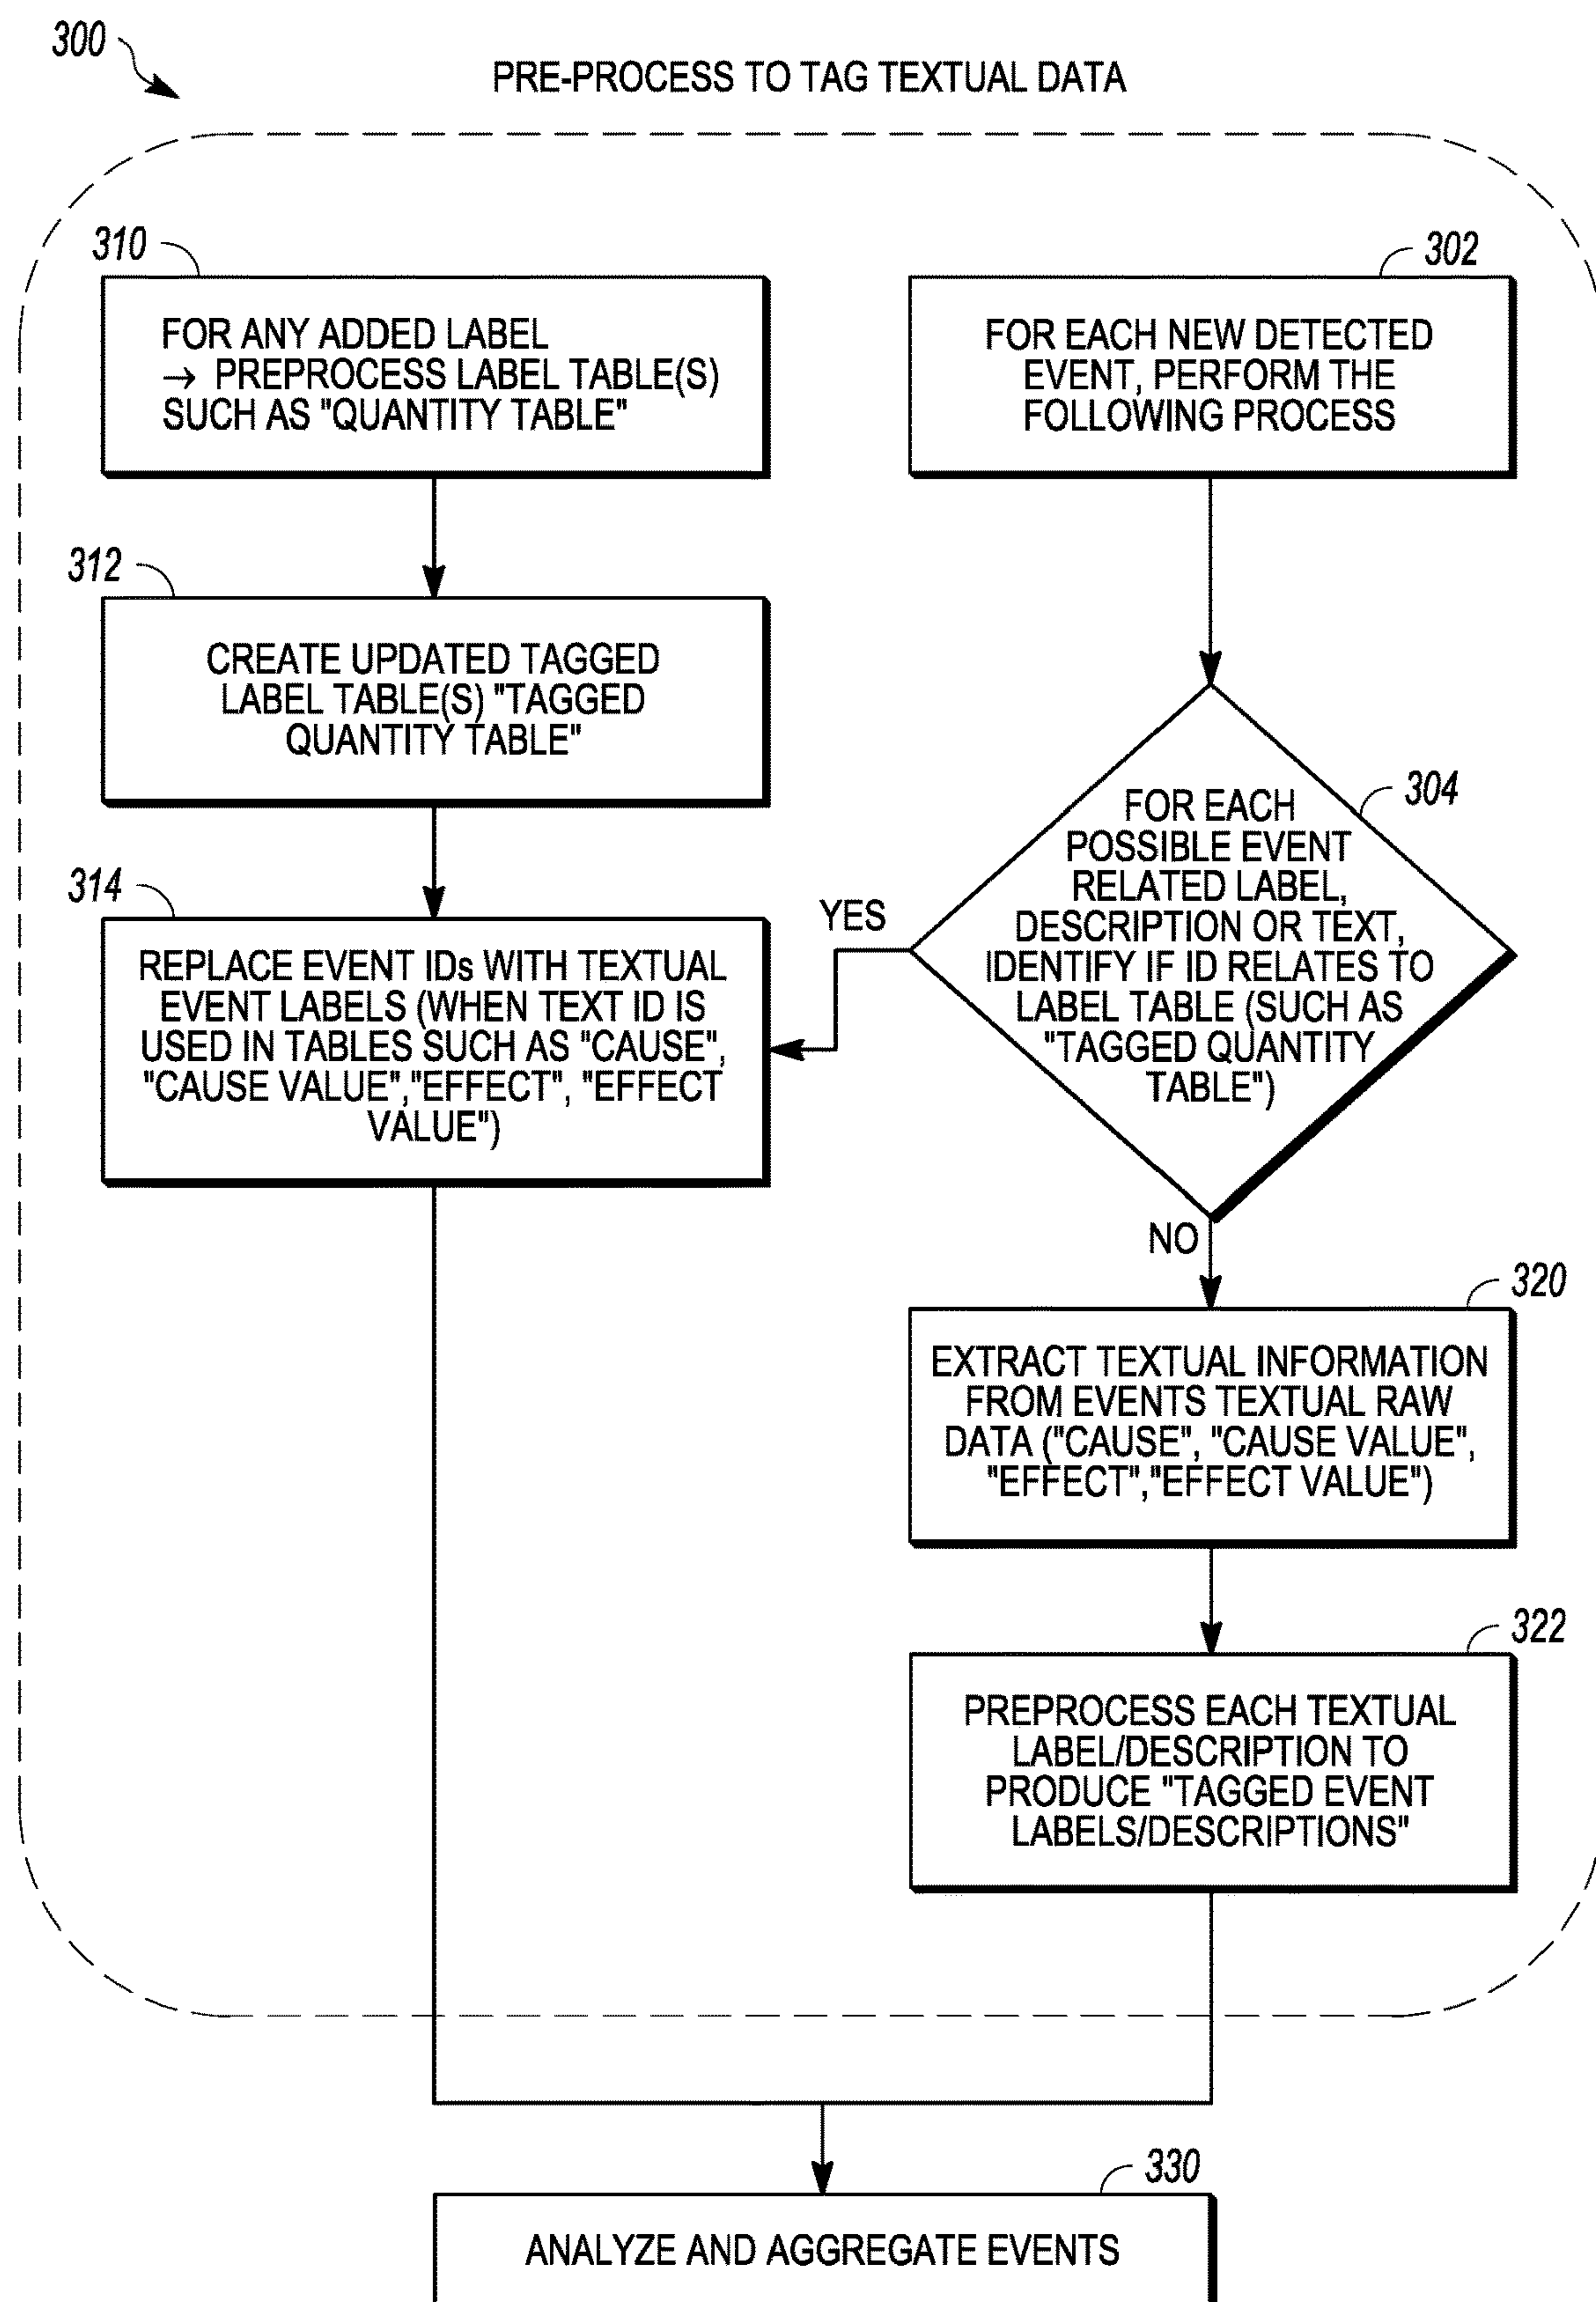 300
PRE-PROCESS TO TAG TEXTUAL DATA
310
FOR ANY ADDED LABEL
→ PREPROCESS LABEL TABLE(S)
SUCH AS "QUANTITY TABLE"
302
FOR EACH NEW DETECTED
EVENT, PERFORM THE
FOLLOWING PROCESS
312
CREATE UPDATED TAGGED
LABEL TABLE(S) "TAGGED
QUANTITY TABLE"
304
FOR EACH
POSSIBLE EVENT
RELATED LABEL,
DESCRIPTION OR TEXT,
IDENTIFY IF ID RELATES TO
LABEL TABLE (SUCH AS
"TAGGED QUANTITY
TABLE")
YES
314
REPLACE EVENT IDs WITH TEXTUAL
EVENT LABELS (WHEN TEXT ID IS
USED IN TABLES SUCH AS "CAUSE",
"CAUSE VALUE","EFFECT", "EFFECT
VALUE")
NO
320
EXTRACT TEXTUAL INFORMATION
FROM EVENTS TEXTUAL RAW
DATA ("CAUSE", "CAUSE VALUE",
"EFFECT","EFFECT VALUE")
322
PREPROCESS EACH TEXTUAL
LABEL/DESCRIPTION TO
PRODUCE "TAGGED EVENT
LABELS/DESCRIPTIONS"
330
ANALYZE AND AGGREGATE EVENTS